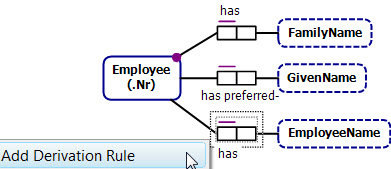 has
FamilyName
Employee
(.Nr)
GivenName
has preferred-
EmployeeName
Add Derivation Rule
has